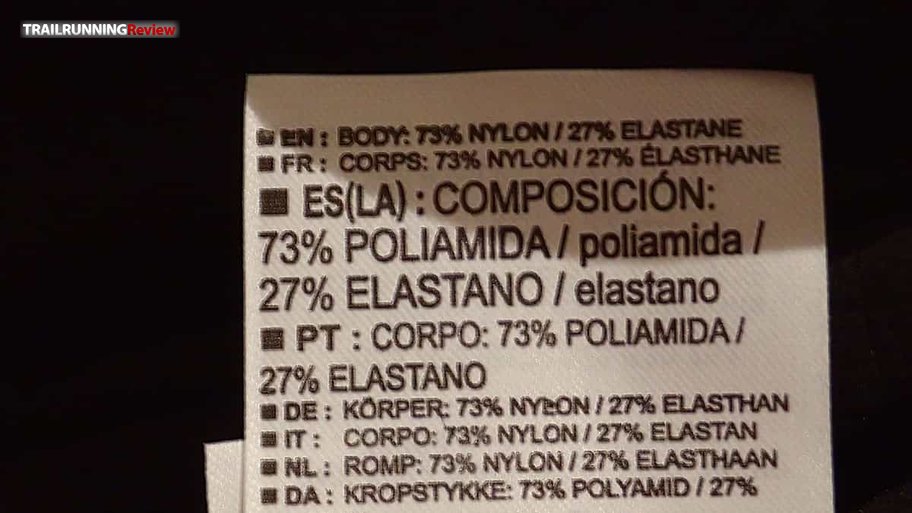 TRAILRUNNINGReview
EN : BODY: 73% NYLON / 27% ELASTANE
FR : CORPS: 73% NYLON / 27% ÉLASTHANE
ES(LA) : COMPOSICIÓN:
73% POLIAMIDA / poliamida /
27% ELASTANO / elastano
PT : CORPO: 73% POLIAMIDA /
27% ELASTANO
DE : KÖRPER: 73% NYLON / 27% ELASTHAN
IT : CORPO: 73% NYLON / 27% ELASTAN
NL : ROMP: 73% NYLON / 27% ELASTHAAN
DA : KROPSTYKKE: 73% POLYAMID / 27%